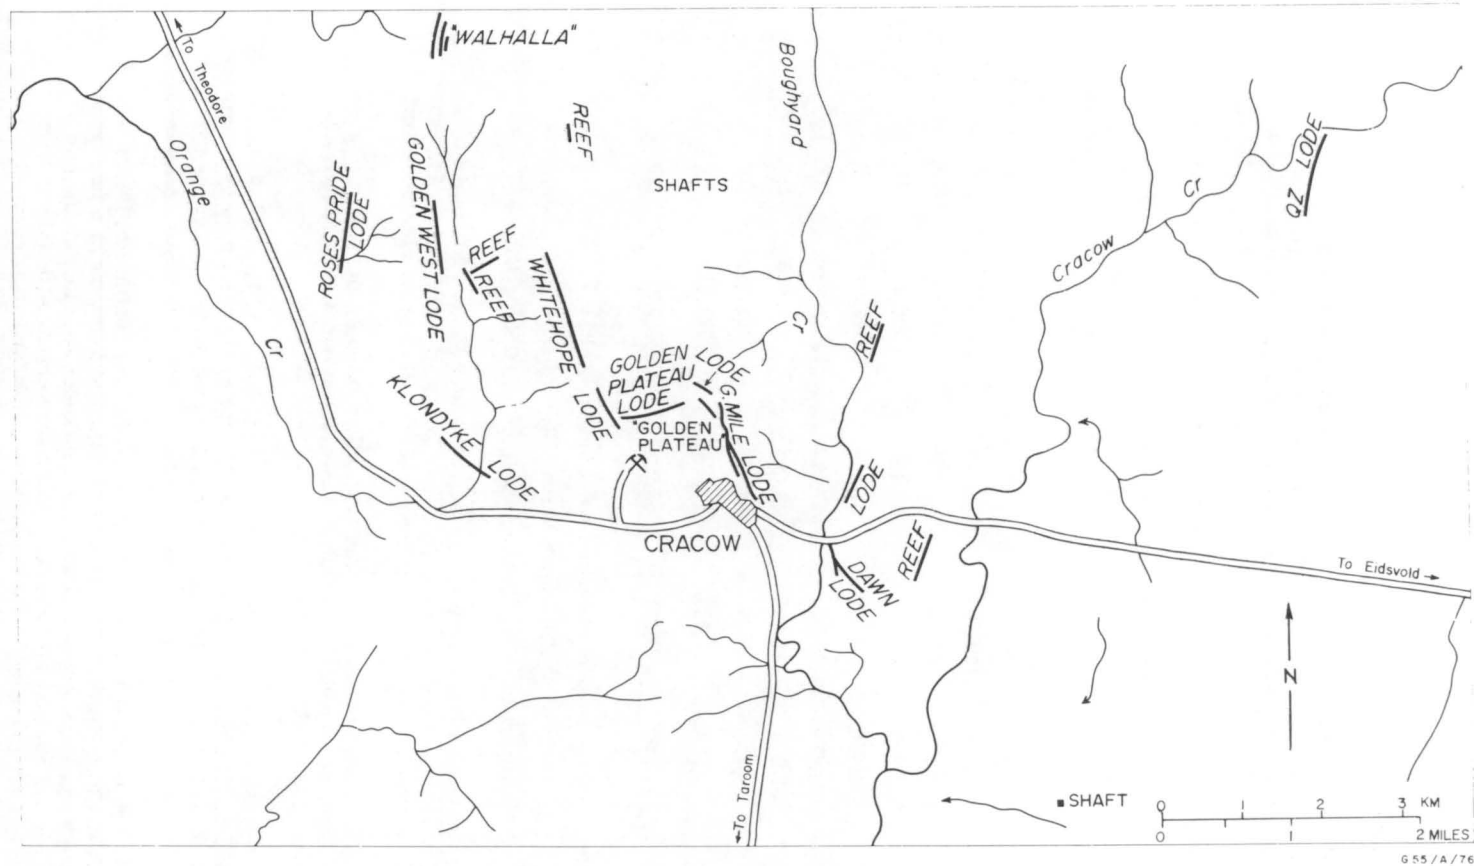 "WALHALLA"
To Theodore
Boughyard
REEF
QZ LODE
Orange
SHAFTS
ROSES PRIDE
LODE
GOLDEN WEST LODE
Cr
Cracow
REEF
REEF
WHITEHOPE LODE
Cr
Cr
REEF
GOLDEN LODE
PLATEAU
LODE
G. MILE LODE
KLONDYKE LODE
"GOLDEN
PLATEAU"
LODE
CRACOW
REEF
DAWN
LODE
To Eidsvold
N
To Taroom
SHAFT
0 1 2 3 KM
0 2 MILES
G 55/A/76